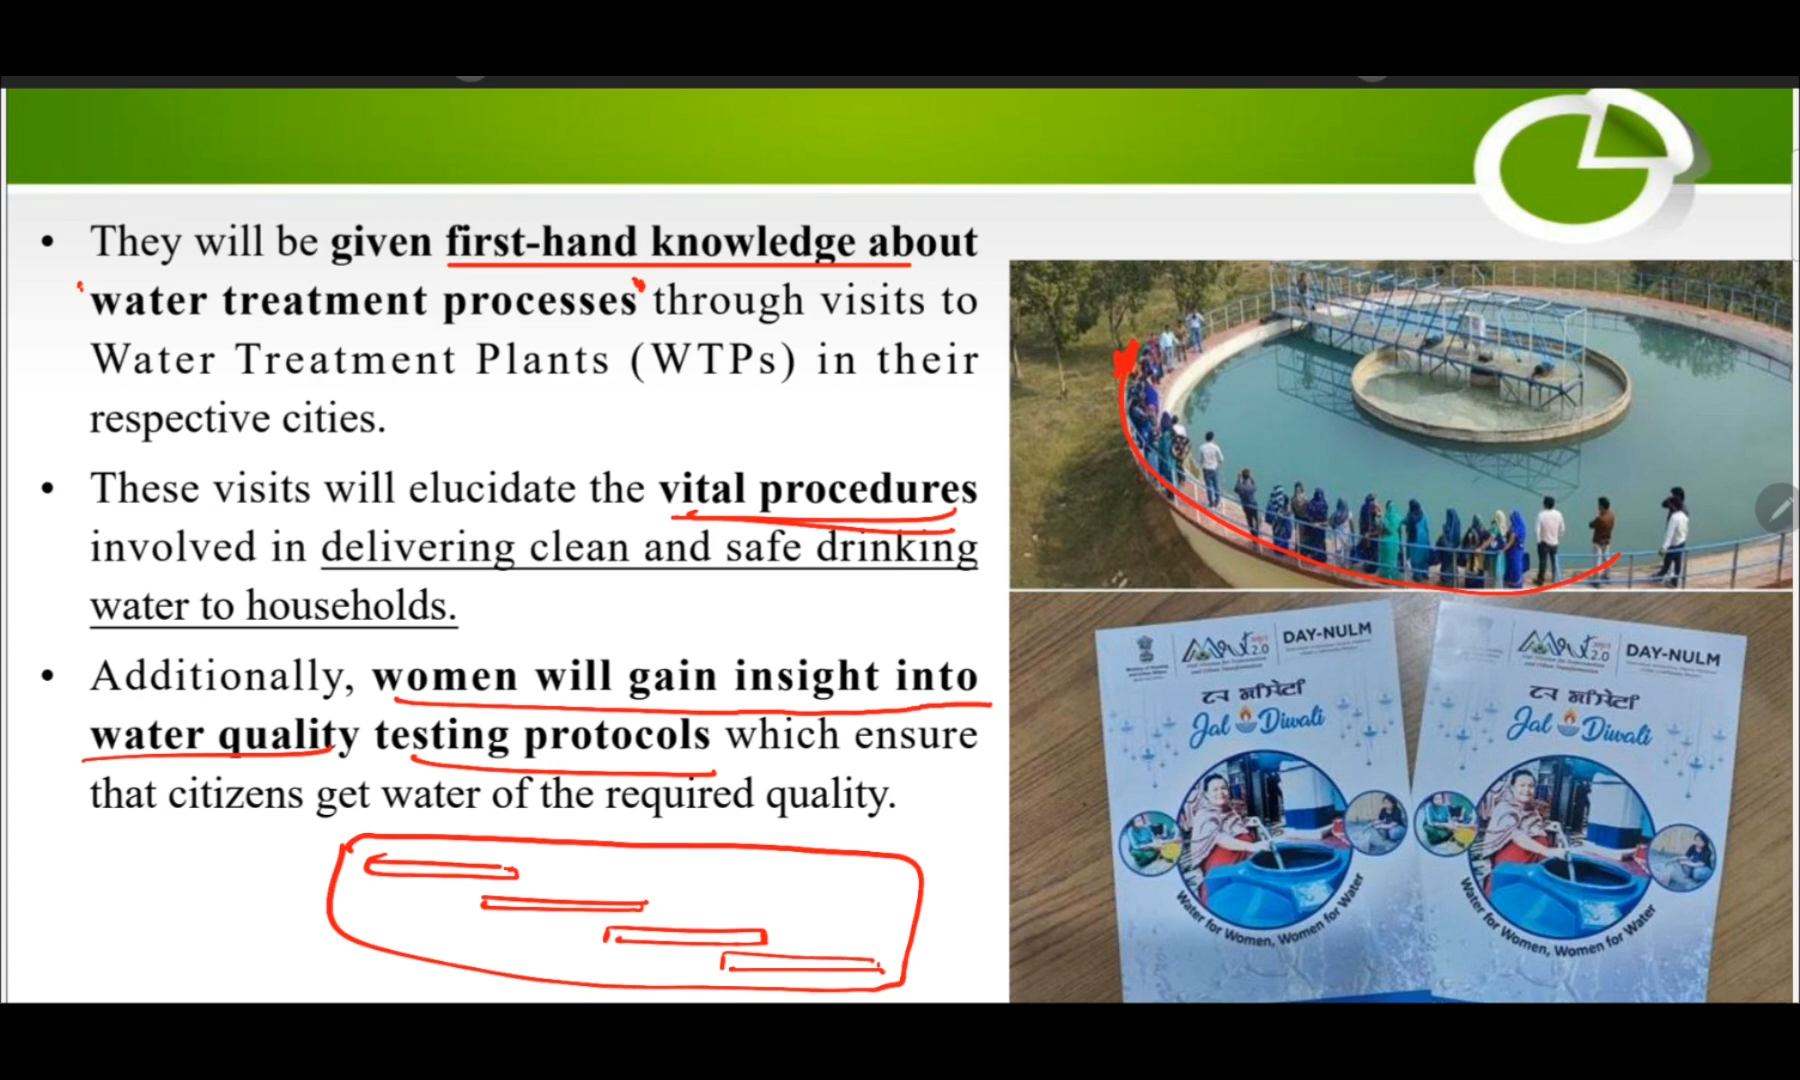 • They will be given first-hand knowledge about
water treatment processes through visits to
Water Treatment Plants (WTPs) in their
respective cities.
• These visits will elucidate the vital procedures
involved in delivering clean and safe drinking
water to households.
• Additionally, women will gain insight into
water quality testing protocols which ensure
that citizens get water of the required quality.
2.0 DAY-NULM
Jal Diwali
Water for Women, Women for Water
2.0 DAY-NULM
Jal Diwali
Water for Women, Women for Water